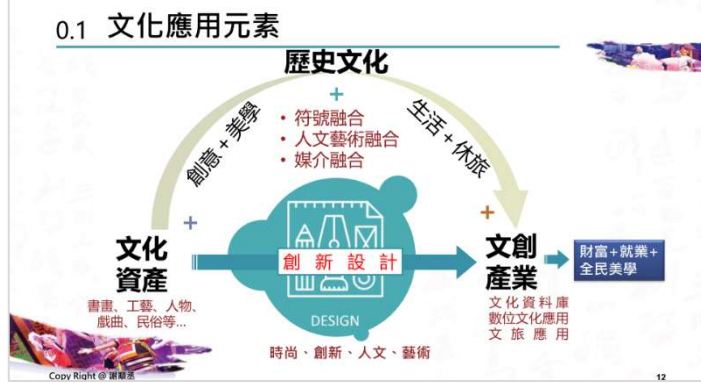 0.1 文化應用元素
歷史文化
+
創意+美學
• 符號融合
• 人文藝術融合
• 媒介融合
生活+休旅
+
文化
資產
書畫、工藝、人物、
戲曲、民俗等...
創新設計
DESIGN
時尚、創新、人文、藝術
+
文創
產業
文化資料庫
數位文化應用
文旅應用
財富+就業+
全民美學
Copy Right @ 謝顒丞
12